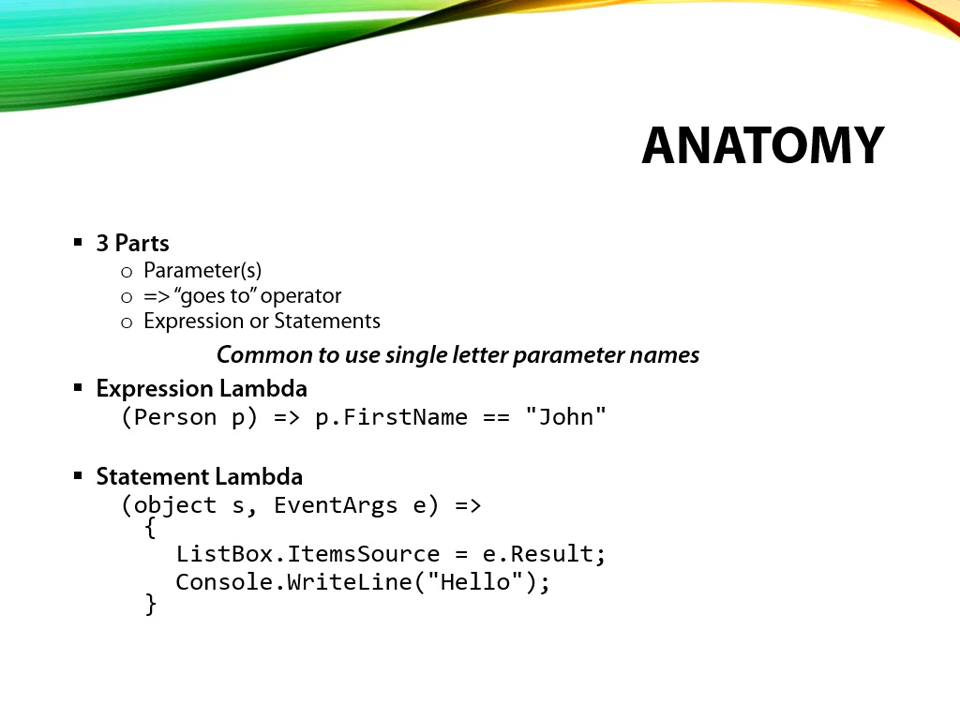 ANATOMY
▪ 3 Parts
o Parameter(s)
o => “goes to” operator
o Expression or Statements
Common to use single letter parameter names
▪ Expression Lambda
(Person p) => p.FirstName == "John"
▪ Statement Lambda
(object s, EventArgs e) =>
{
ListBox.ItemsSource = e.Result;
Console.WriteLine("Hello");
}